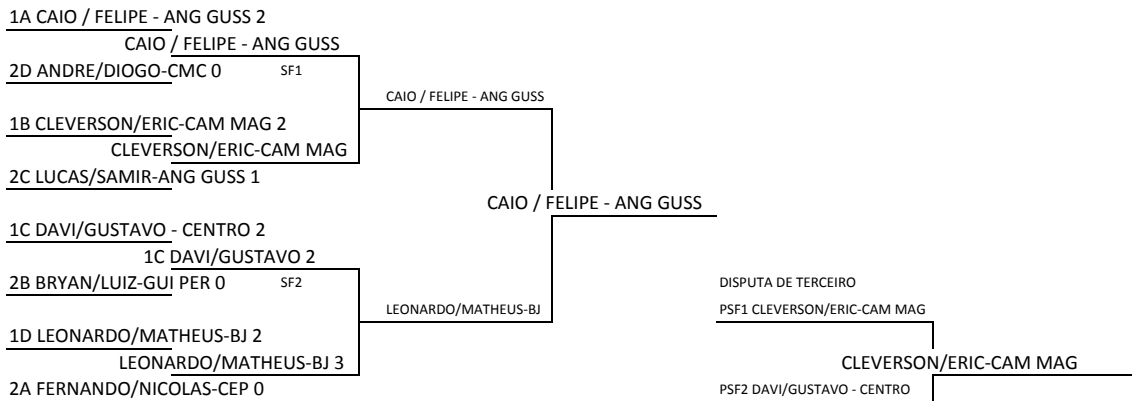 1A CAIO / FELIPE - ANG GUSS 2
CAIO / FELIPE - ANG GUSS
2D ANDRE/DIOGO-CMC 0
SF1
CAIO / FELIPE - ANG GUSS
1B CLEVERSON/ERIC-CAM MAG 2
CLEVERSON/ERIC-CAM MAG
2C LUCAS/SAMIR-ANG GUSS 1
CAIO / FELIPE - ANG GUSS
1C DAVI/GUSTAVO - CENTRO 2
1C DAVI/GUSTAVO 2
2B BRYAN/LUIZ-GUI PER 0
SF2
LEONARDO/MATHEUS-BJ
1D LEONARDO/MATHEUS-BJ 2
LEONARDO/MATHEUS-BJ 3
2A FERNANDO/NICOLAS-CEP 0
DISPUTA DE TERCEIRO
PSF1 CLEVERSON/ERIC-CAM MAG
CLEVERSON/ERIC-CAM MAG
PSF2 DAVI/GUSTAVO - CENTRO